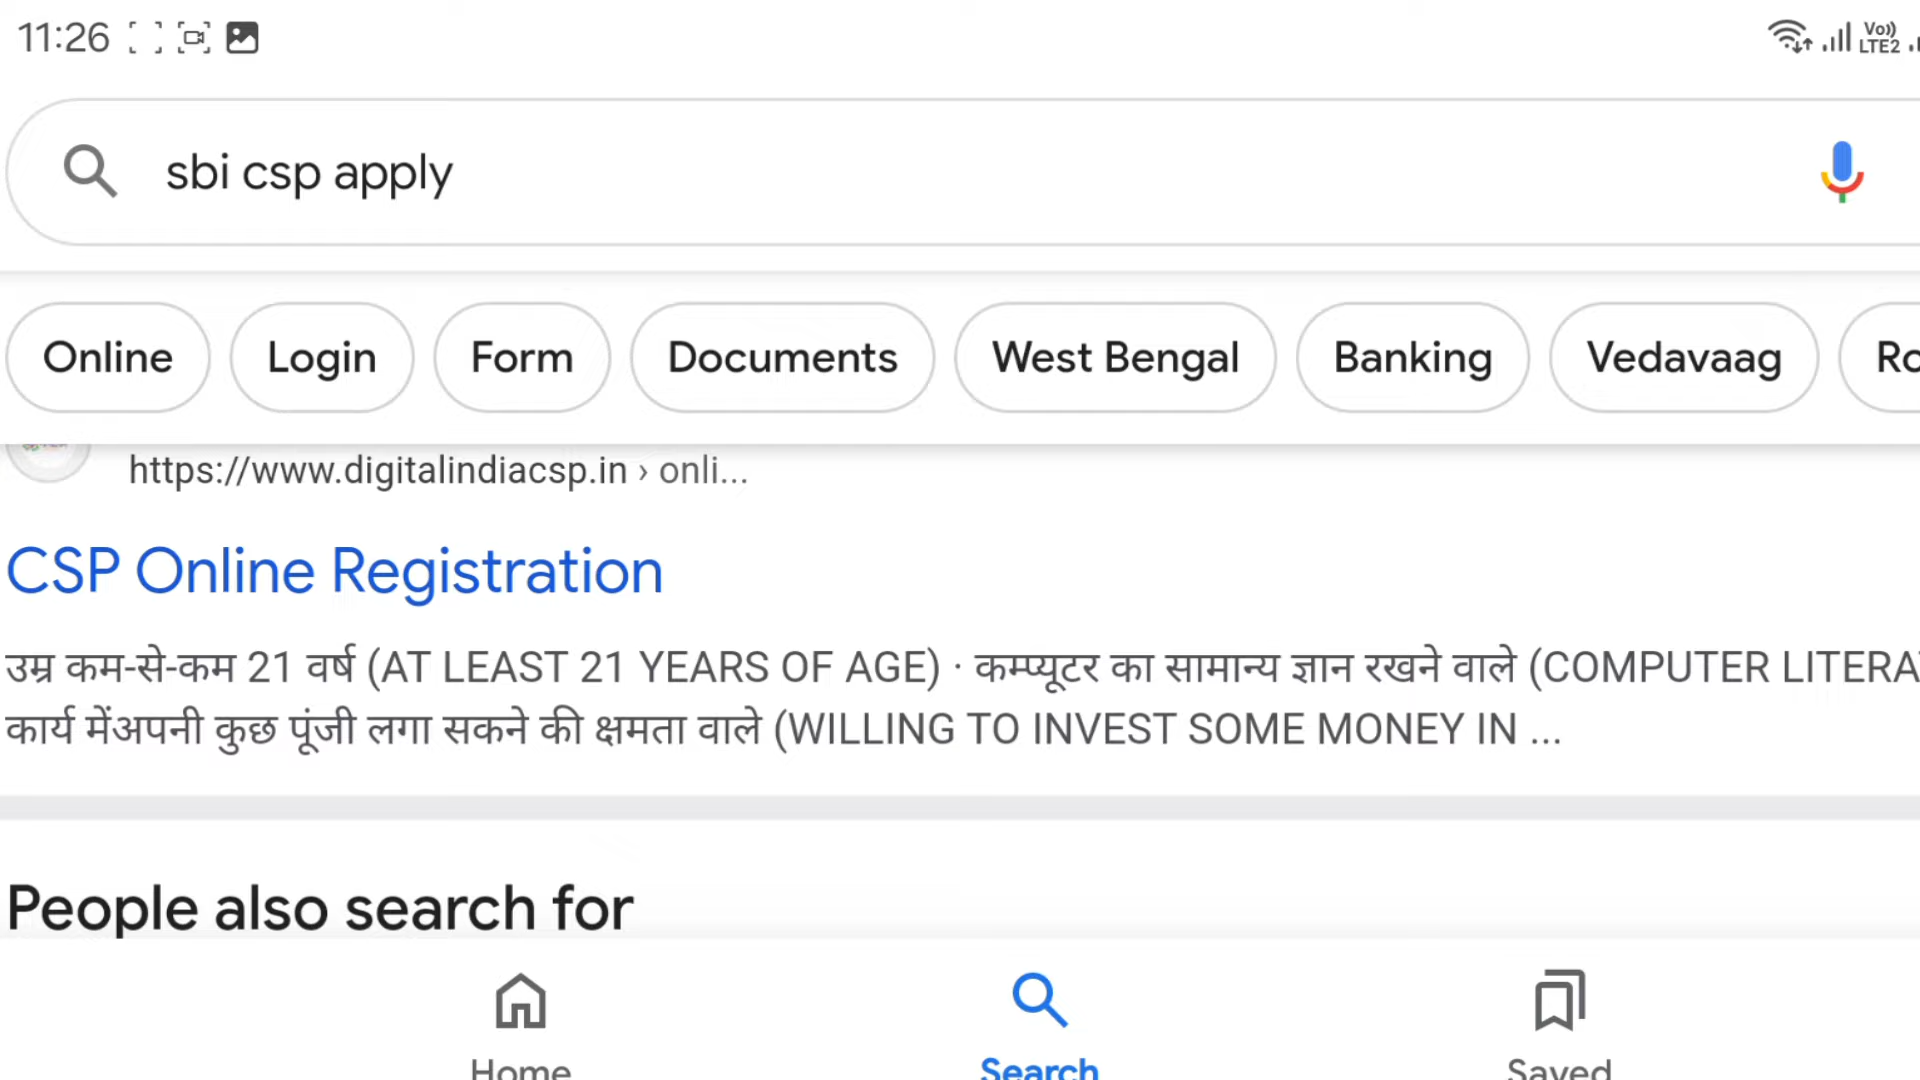 11:26
Vo))
LTE2
sbi csp apply
Online
Login
Form
Documents
West Bengal
Banking
Vedavaag
https://www.digitalindiacsp.in › onli...
CSP Online Registration
उम्र कम-से-कम 21 वर्ष (AT LEAST 21 YEARS OF AGE) · कम्प्यूटर का सामान्य ज्ञान रखने वाले (COMPUTER LITERA
कार्य मेंअपनी कुछ पूंजी लगा सकने की क्षमता वाले (WILLING TO INVEST SOME MONEY IN ...
People also search for
Home
Search
Saved